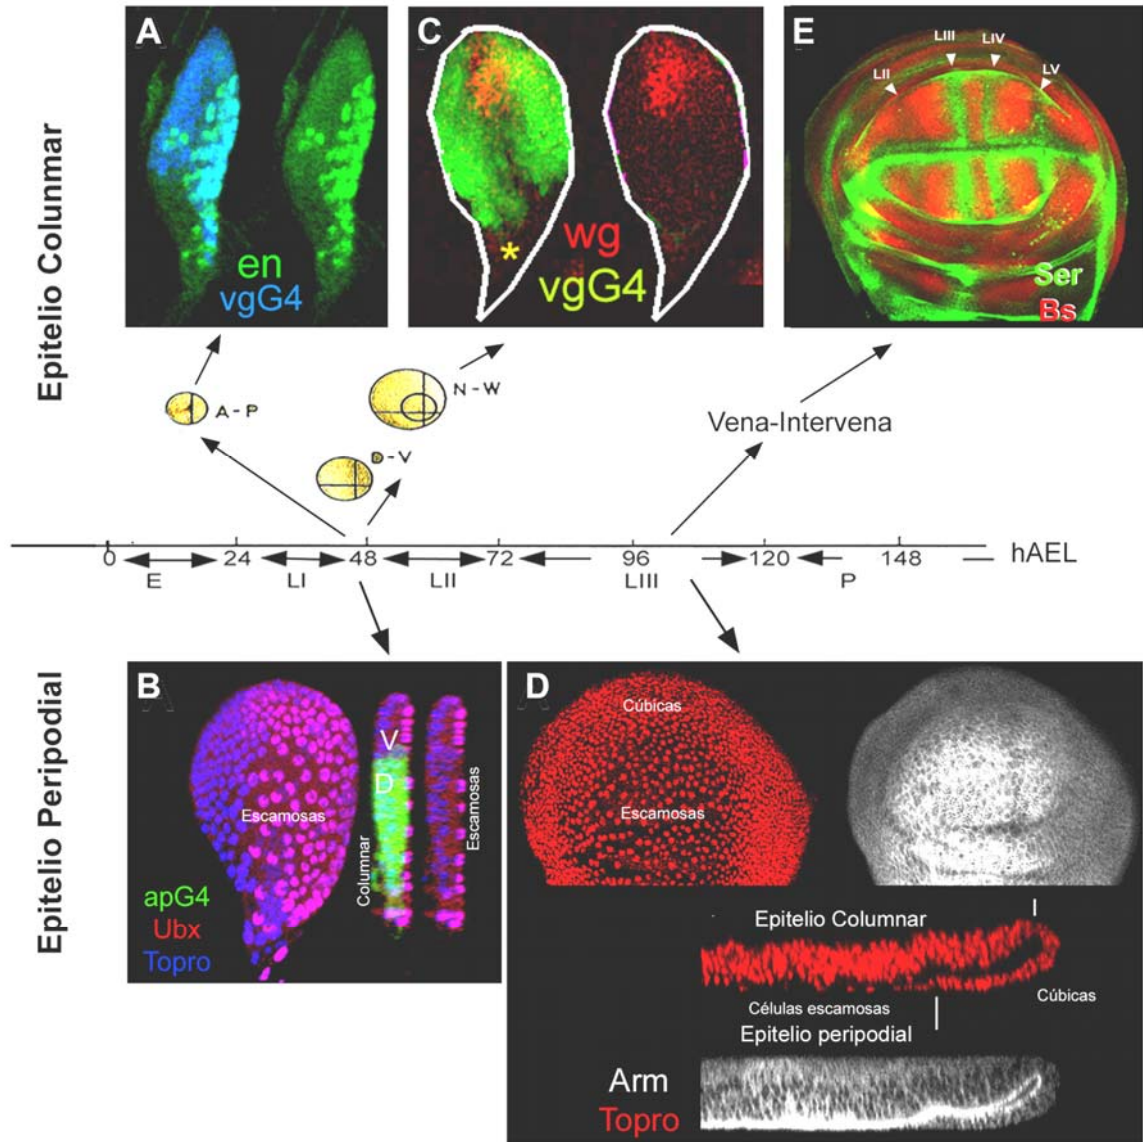 Epitelio Columnar
A
en
vgG4
C
*
wg
vgG4
E
LII
LIII
LIV
LV
Ser
Bs
A - P
D - V
N - W
Vena-Intervena
0
24
48
72
96
120
148
hAEL
E
LI
LII
LIII
P
Epitelio Peripodial
B
Escamosas
V
D
Columnar
Escamosas
apG4
Ubx
Topro
D
Cúbicas
Escamosas
Epitelio Columnar
Células escamosas
Cúbicas
Epitelio peripodial
Arm
Topro